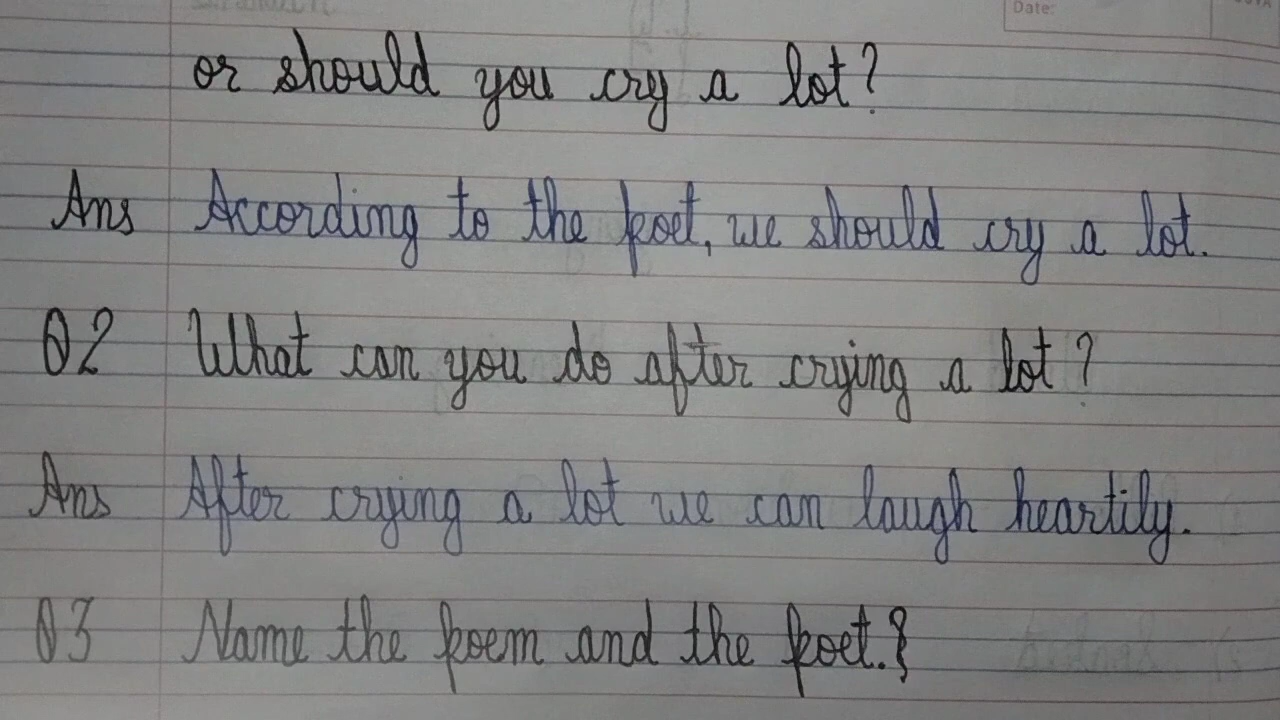 Date:
or should you cry a lot?
Ans According to the poet, we should cry a lot.
Q2 What can you do after crying a lot?
Ans After crying a lot we can laugh heartily.
Q3 Name the poem and the poet.